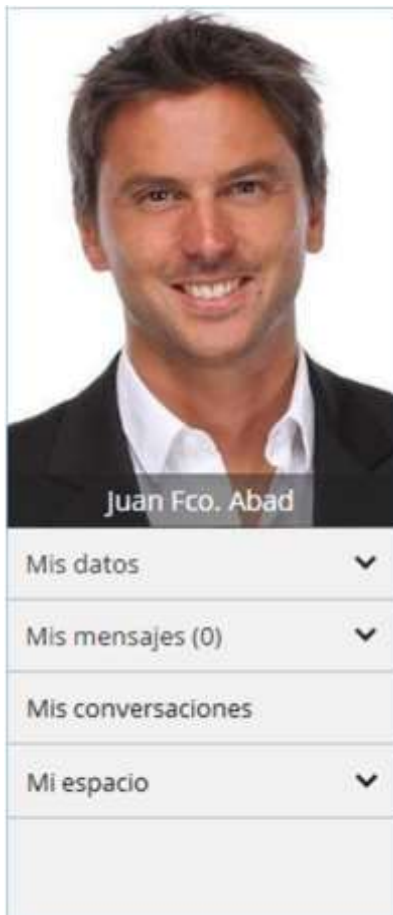 Juan Fco. Abad
Mis datos
Mis mensajes (0)
Mis conversaciones
Mi espacio